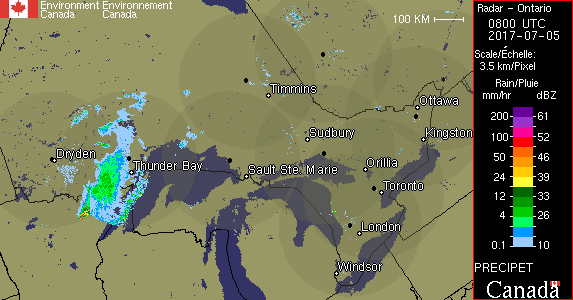 Environment Environnement
Canada Canada
100 KM
Timmins
Ottawa
Sudbury
Kingston
Dryden
Thunder Bay
Sault Ste. Marie
Orillia
Toronto
London
Windsor
Radar - Ontario
0800 UTC
2017-07-05
Scale/Échelle:
3.5 km/Pixel
Rain/Pluie
mm/hr dBZ
200 61
100 52
50 46
24 39
12 33
4 26
0.1 10
PRECIPET
Canada